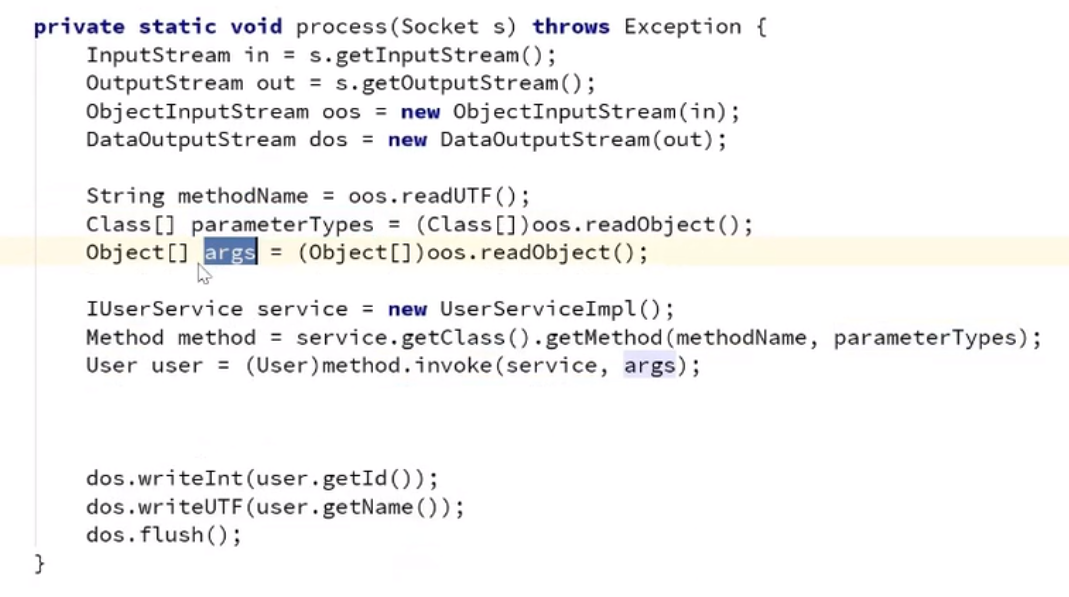 private static void process(Socket s) throws Exception {
InputStream in = s.getInputStream();
OutputStream out = s.getOutputStream();
ObjectInputStream oos = new ObjectInputStream(in);
DataOutputStream dos = new DataOutputStream(out);
String methodName = oos.readUTF();
Class[] parameterTypes = (Class[])oos.readObject();
Object[] args = (Object[])oos.readObject();
IUserService service = new UserServiceImpl();
Method method = service.getClass().getMethod(methodName, parameterTypes);
User user = (User)method.invoke(service, args);
dos.writeInt(user.getId());
dos.writeUTF(user.getName());
dos.flush();
}